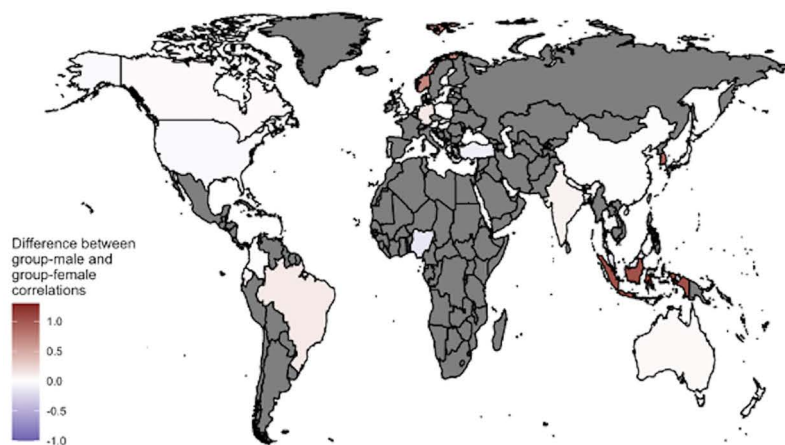 Difference between
group-male and
group-female
correlations
1.0
0.5
0.0
-0.5
-1.0